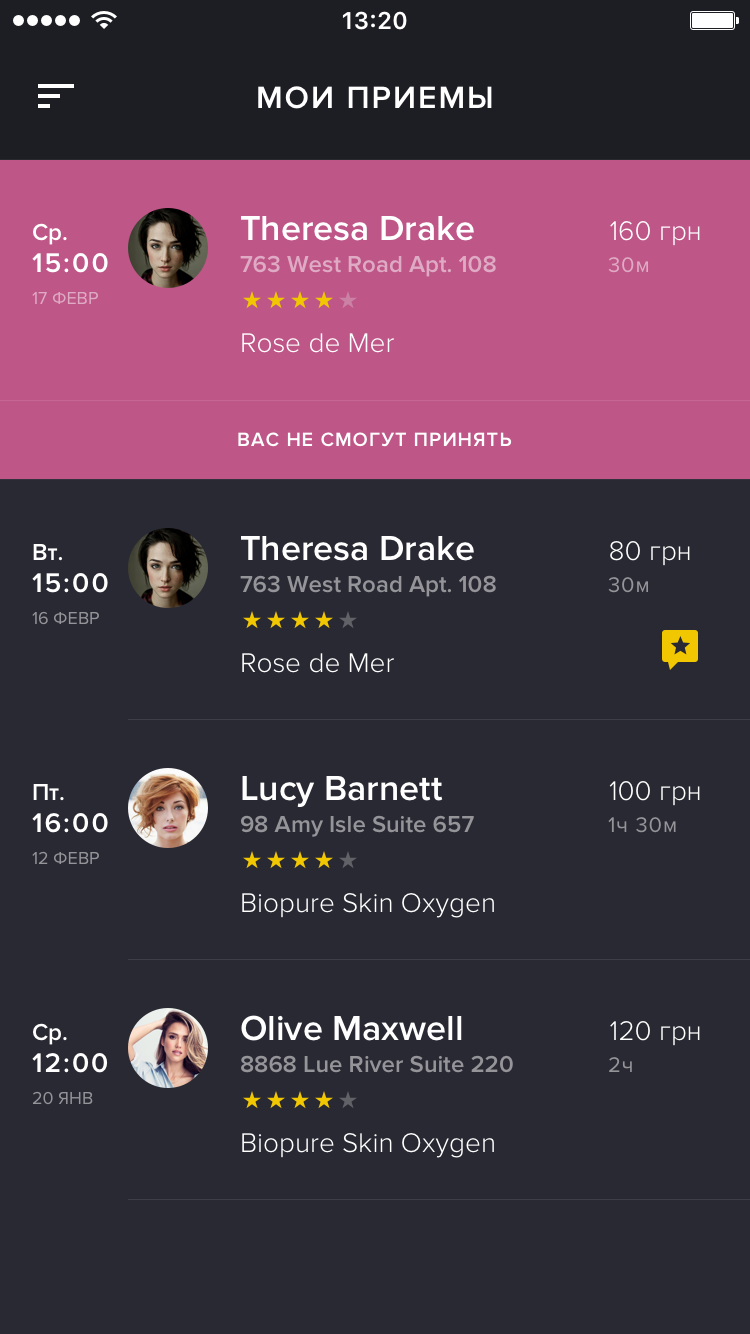 13:20
МОИ ПРИЕМЫ
Ср.
15:00
17 ФЕВР
Theresa Drake
763 West Road Apt. 108
Rose de Mer
160 грн
30м
ВАС НЕ СМОГУТ ПРИНЯТЬ
Вт.
15:00
16 ФЕВР
Theresa Drake
763 West Road Apt. 108
Rose de Mer
80 грн
30м
Пт.
16:00
12 ФЕВР
Lucy Barnett
98 Amy Isle Suite 657
Biopure Skin Oxygen
100 грн
1ч 30м
Ср.
12:00
20 ЯНВ
Olive Maxwell
8868 Lue River Suite 220
Biopure Skin Oxygen
120 грн
2ч